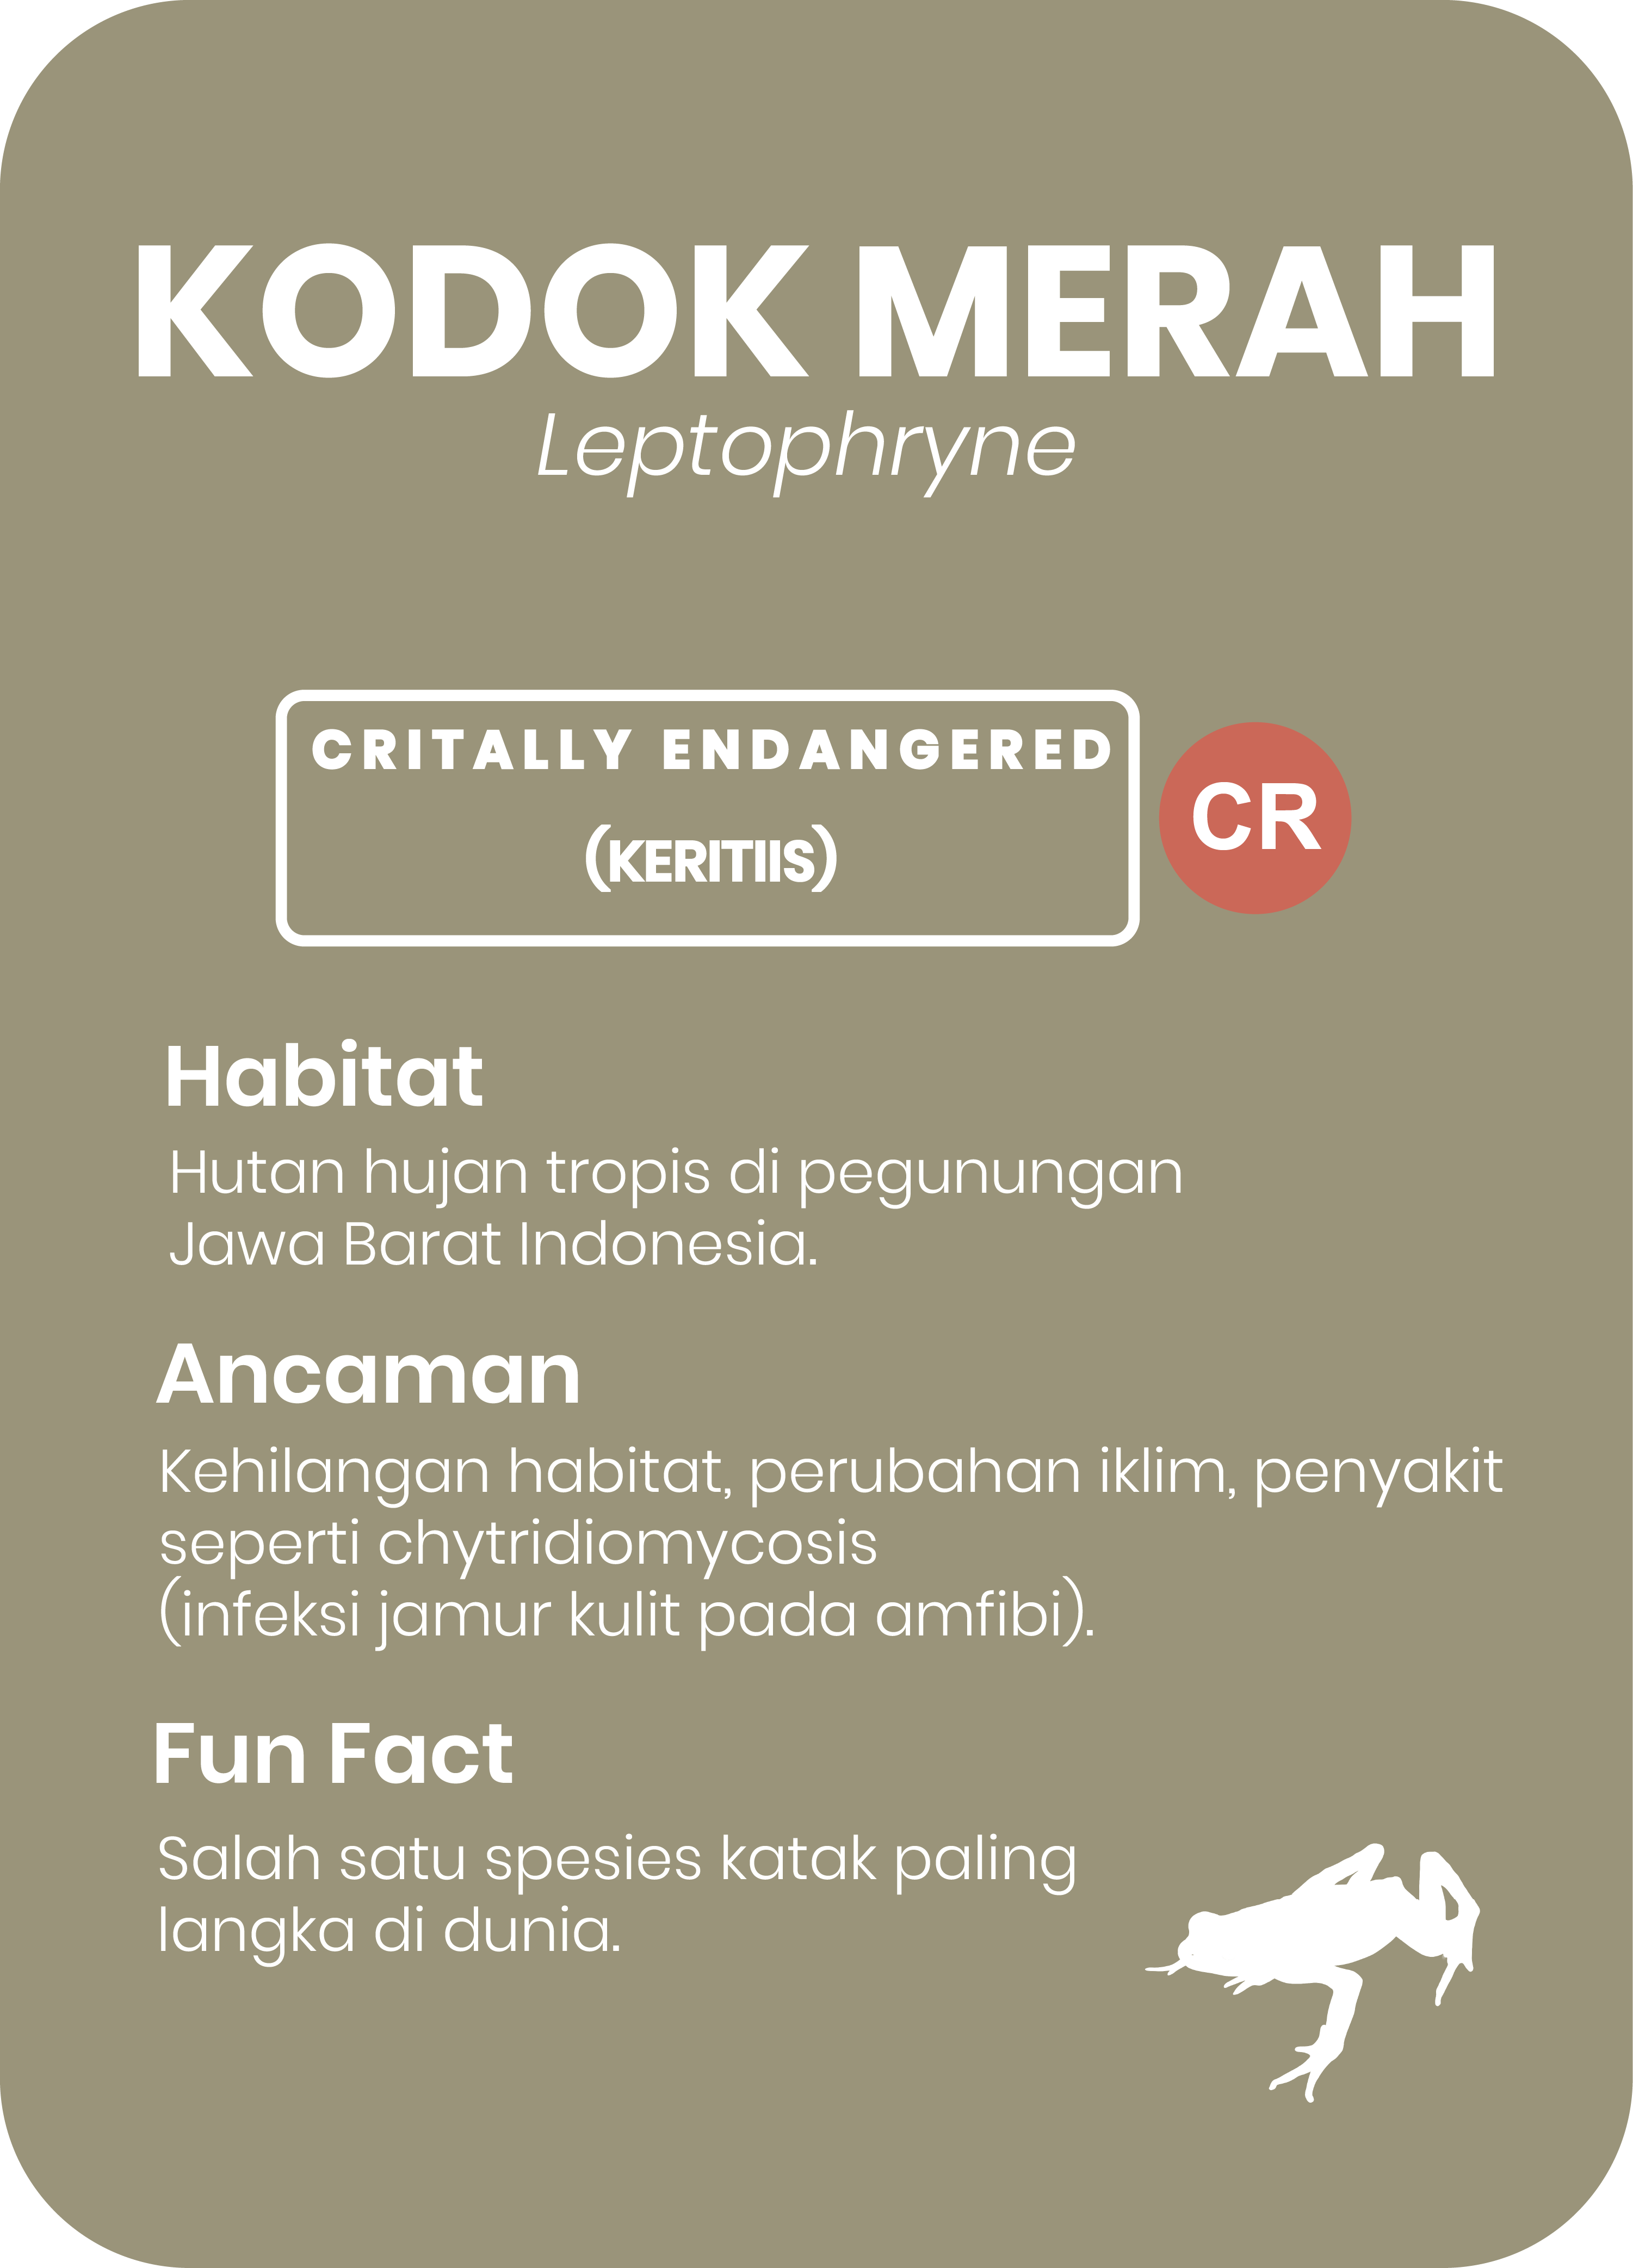 KODOK MERAH
Leptophryne
CRITALLY ENDANGERED
(KERITIIS)
CR
Habitat
Hutan hujan tropis di pegunungan
Jawa Barat Indonesia.
Ancaman
Kehilangan habitat, perubahan iklim, penyakit
seperti chytridiomycosis
(infeksi jamur kulit pada amfibi).
Fun Fact
Salah satu spesies katak paling
langka di dunia.